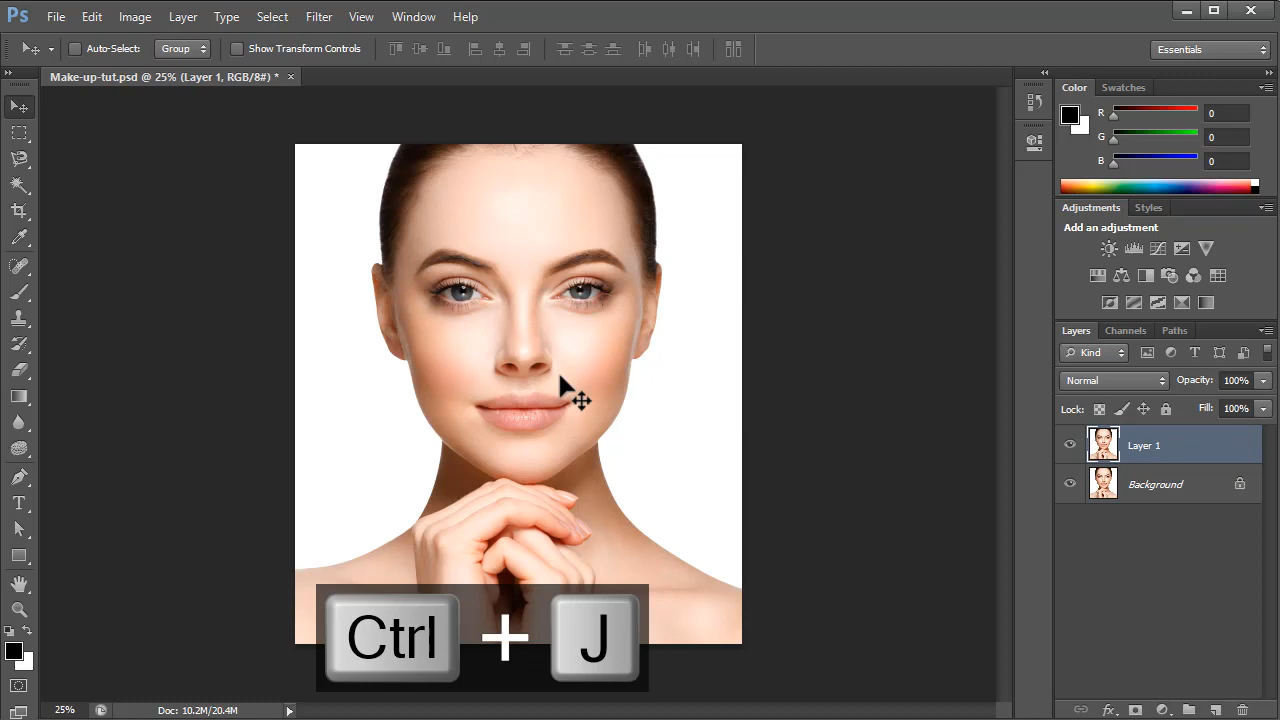 Ps File Edit Image Layer Type Select Filter View Window Help
Auto-Select: Group Show Transform Controls Essentials
Make-up-tut.psd @ 25% (Layer 1, RGB/8#) * ×
Color Swatches
R 0
G 0
B 0
Adjustments Styles
Add an adjustment
Layers Channels Paths
Kind T
Normal Opacity: 100%
Lock: Fill: 100%
Layer 1
Background
T
Ctrl + J
25% Doc: 10.2M/20.4M
fx